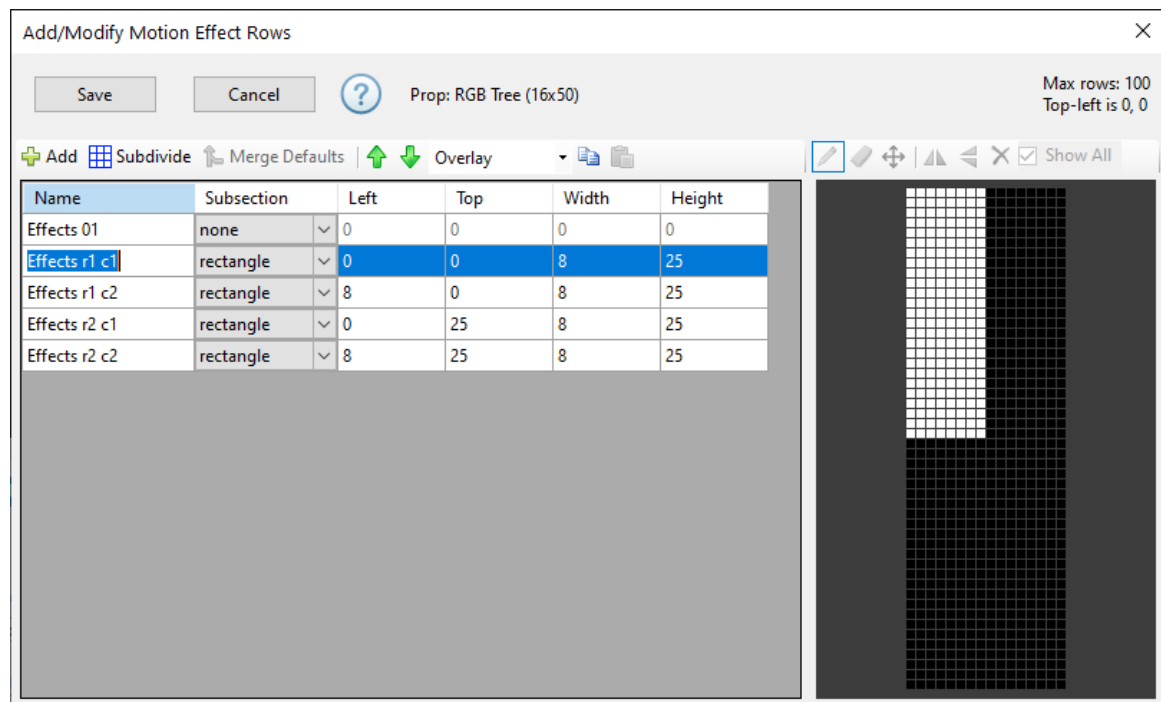 Add/Modify Motion Effect Rows
Save Cancel ? Prop: RGB Tree (16x50) Max rows: 100
Top-left is 0, 0
Add Subdivide Merge Defaults Overlay Show All
Name Subsection Left Top Width Height
Effects 01 none 0 0 0 0
Effects r1 c1 rectangle 0 0 8 25
Effects r1 c2 rectangle 8 0 8 25
Effects r2 c1 rectangle 0 25 8 25
Effects r2 c2 rectangle 8 25 8 25